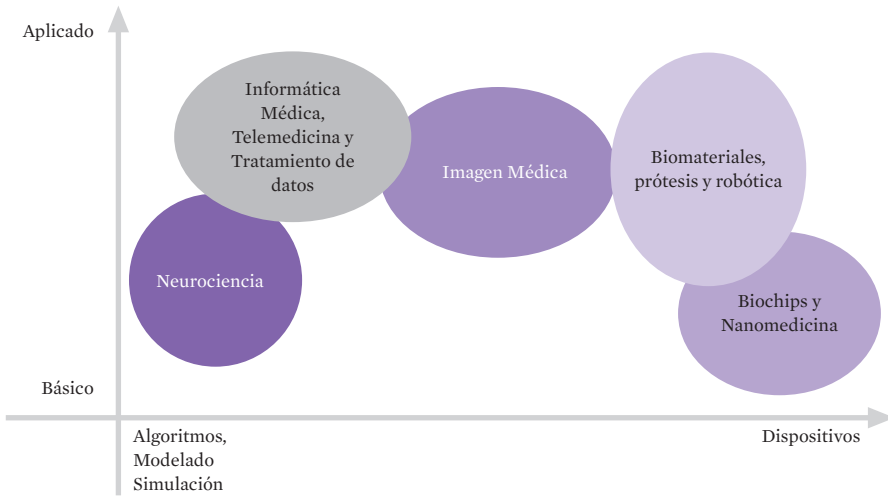 Aplicado
Informática
Médica,
Telemedicina y
Tratamiento de
datos
Imagen Médica
Biomateriales,
prótesis y robótica
Neurociencia
Biochips y
Nanomedicina
Básico
Algoritmos,
Modelado
Simulación
Dispositivos